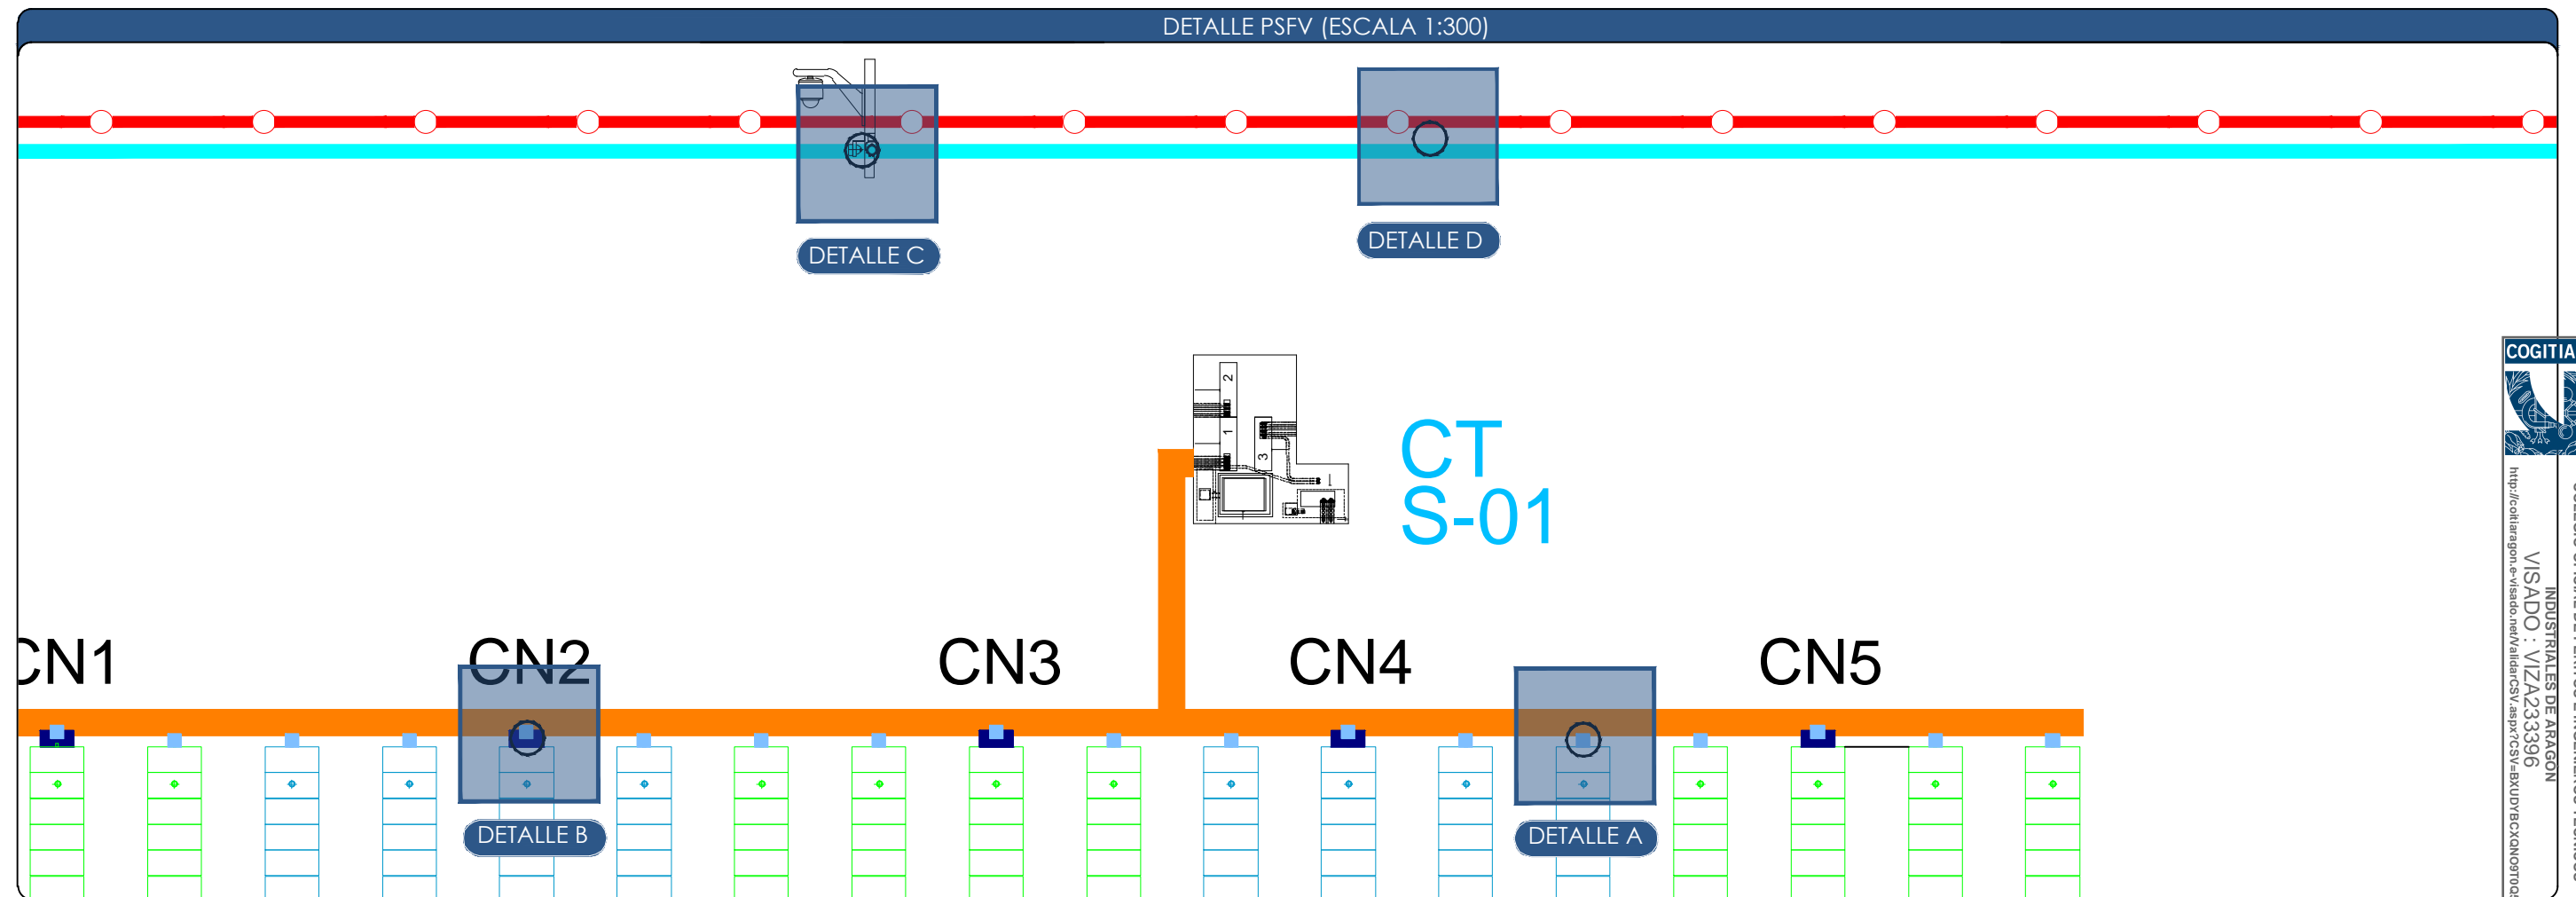 DETALLE PSFV (ESCALA 1:300)
DETALLE C
DETALLE D
2
1
3
CT
S-01
CN1
CN2
CN3
CN4
CN5
DETALLE B
DETALLE A
COGITIA
INDUSTRIALES DE ARAGON
VISADO : VIZA233396